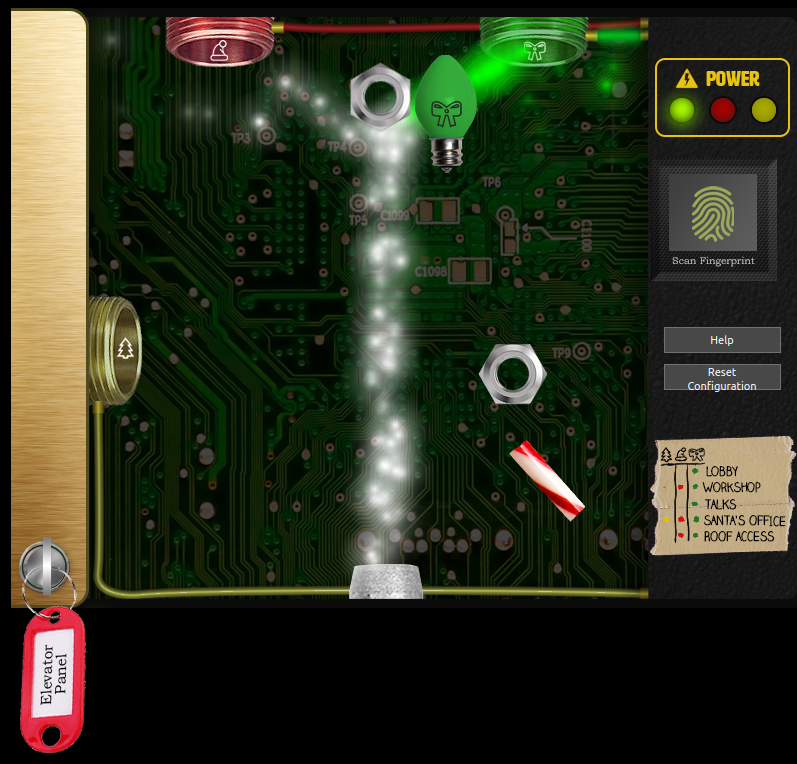 POWER
TP3
TP4
TP6
TP5
C1099
C1098
TP9
Scan Fingerprint
Help
Reset
Configuration
LOBBY
WORKSHOP
TALKS
SANTA'S OFFICE
ROOF ACCESS
Elevator
Panel